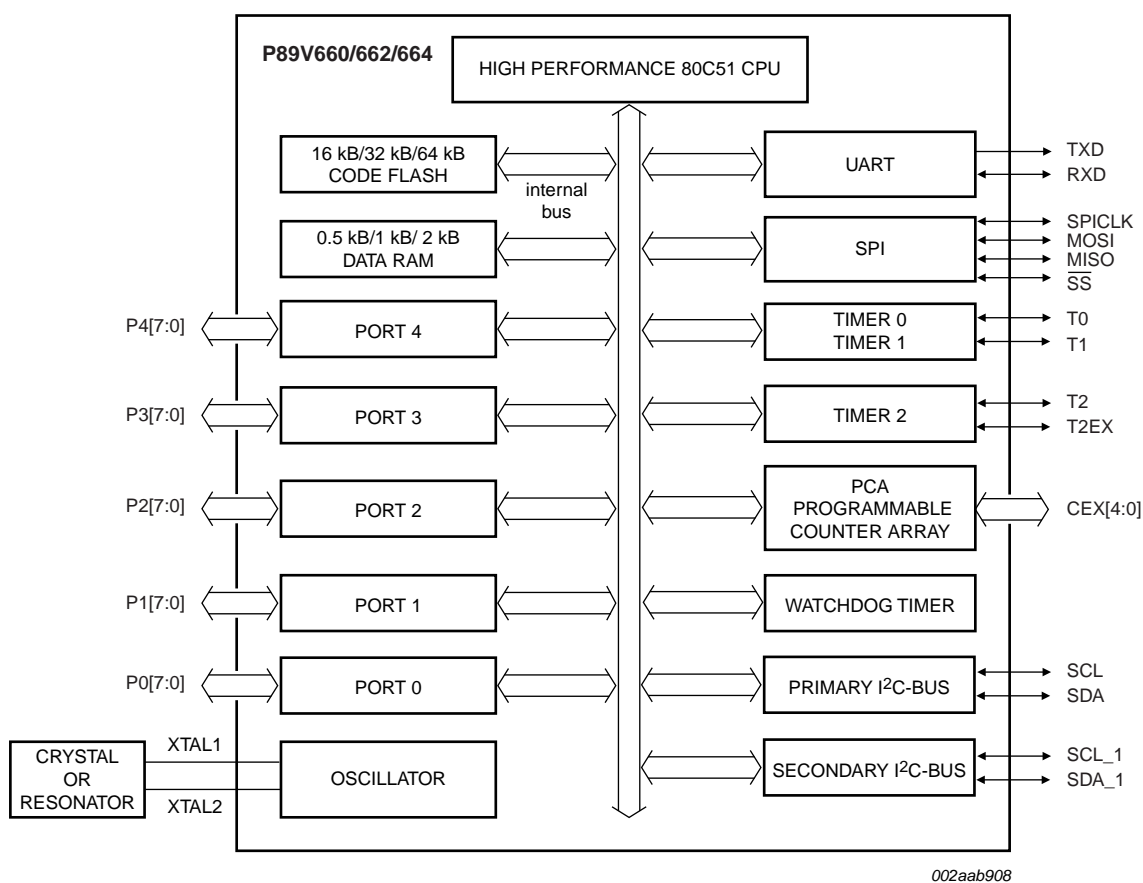 P89V660/662/664
HIGH PERFORMANCE 80C51 CPU
16 kB/32 kB/64 kB
CODE FLASH
internal
bus
UART
TXD
RXD
0.5 kB/1 kB/ 2 kB
DATA RAM
SPI
SPICLK
MOSI
MISO
SS
P4[7:0]
PORT 4
TIMER 0
TIMER 1
T0
T1
P3[7:0]
PORT 3
TIMER 2
T2
T2EX
P2[7:0]
PORT 2
PCA
PROGRAMMABLE
COUNTER ARRAY
CEX[4:0]
P1[7:0]
PORT 1
WATCHDOG TIMER
P0[7:0]
PORT 0
PRIMARY I2C-BUS
SCL
SDA
CRYSTAL
OR
RESONATOR
XTAL1
XTAL2
OSCILLATOR
SECONDARY I2C-BUS
SCL_1
SDA_1
002aab908